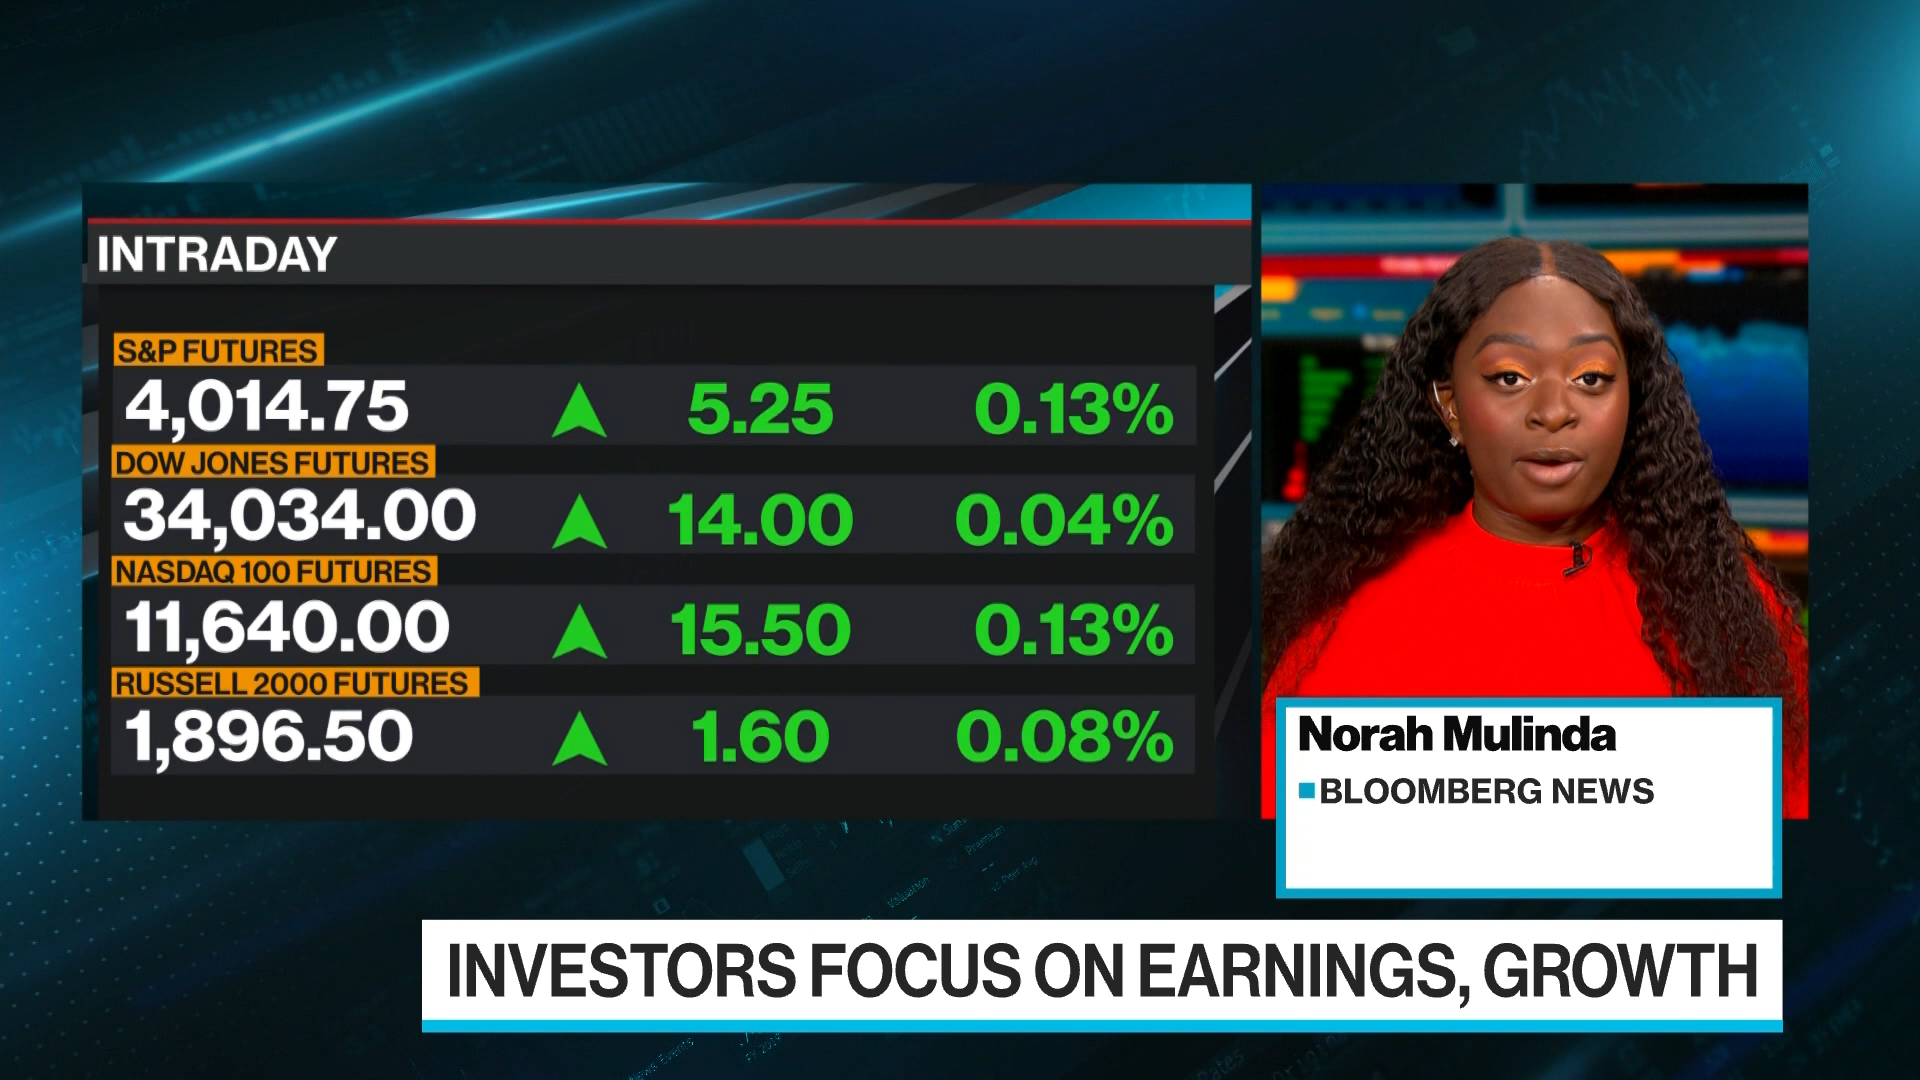 INTRADAY
S&P FUTURES
4,014.75 ▲ 5.25 0.13%
DOW JONES FUTURES
34,034.00 ▲ 14.00 0.04%
NASDAQ 100 FUTURES
11,640.00 ▲ 15.50 0.13%
RUSSELL 2000 FUTURES
1,896.50 ▲ 1.60 0.08%
Norah Mulinda
BLOOMBERG NEWS
Valuation
Premium
INVESTORS FOCUS ON EARNINGS, GROWTH